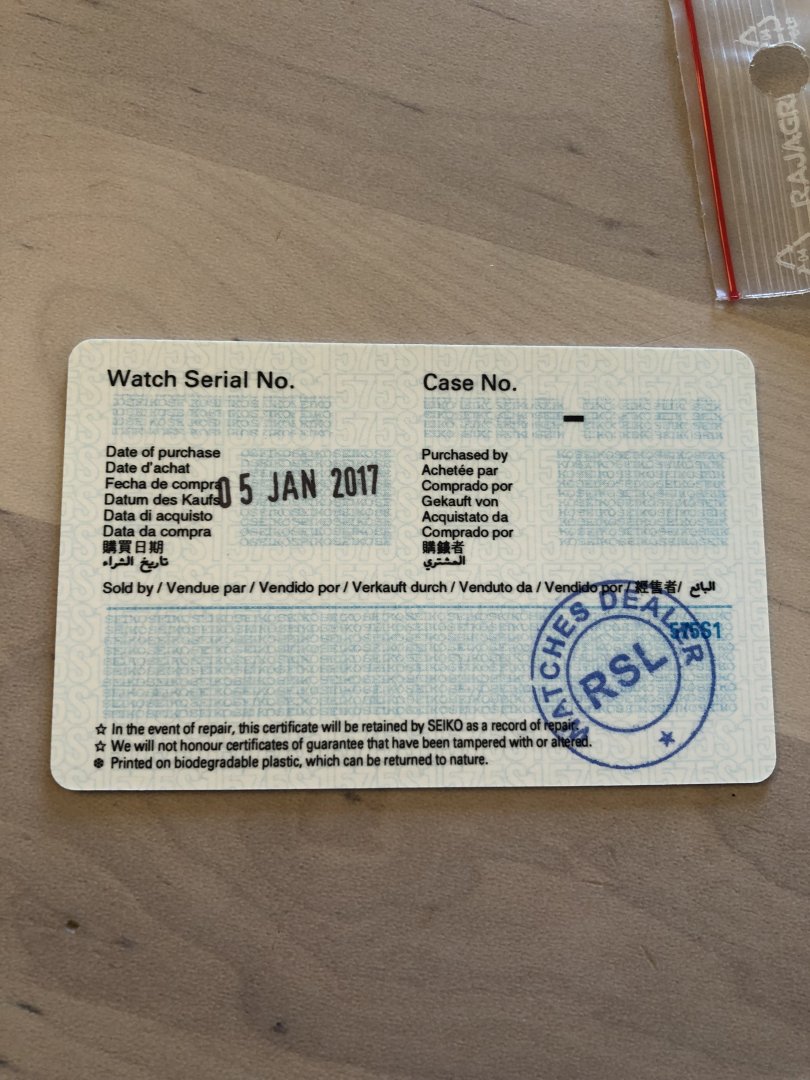 RAJAGR
Watch Serial No.
Case No.
-
Date of purchase
Date d'achat
Fecha de compra
Datum des Kaufs
Data di acquisto
Data da compra
購買日期
تاريخ الشراء
05 JAN 2017
Purchased by
Achetée par
Comprado por
Gekauft von
Acquistato da
Comprado por
購錶者
المشتري
Sold by / Vendue par / Vendido por / Verkauft durch / Venduto da / Vendido por / 經售者/ البائع
575S1
WATCHES DEALER
RSL
☆ In the event of repair, this certificate will be retained by SEIKO as a record of repair.
☆ We will not honour certificates of guarantee that have been tampered with or altered.
❆ Printed on biodegradable plastic, which can be returned to nature.